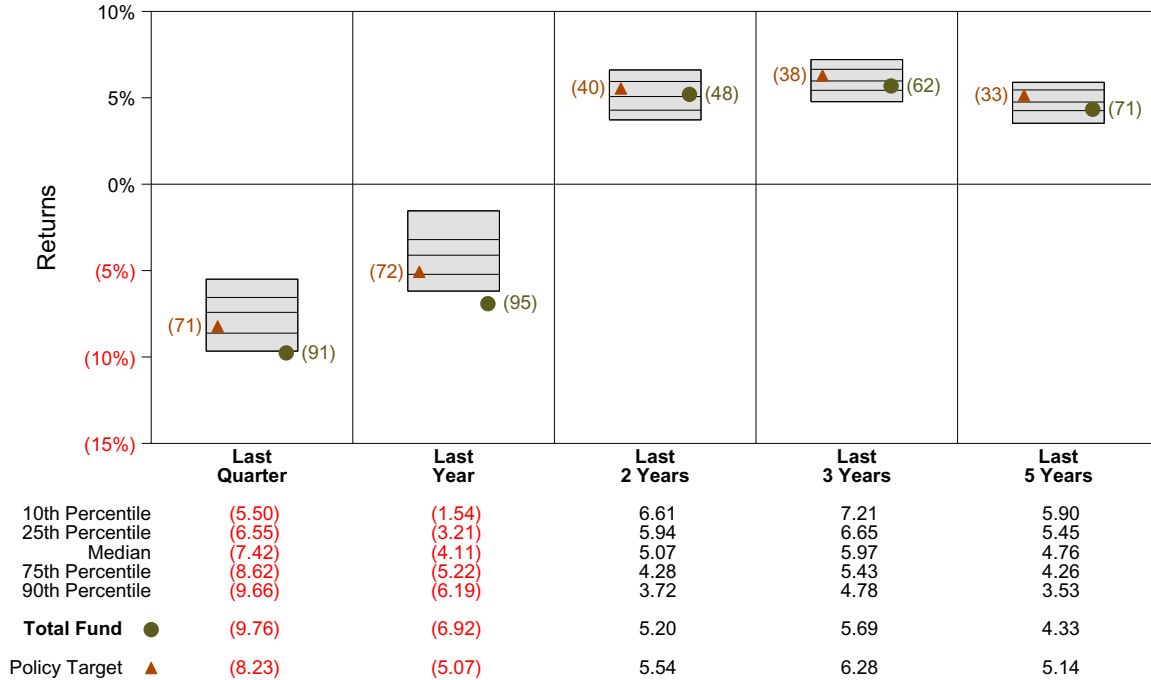 10%
5%
0%
(5%)
(10%)
(15%)
Returns
(71)
(91)
(72)
(95)
(40)
(48)
(38)
(62)
(33)
(71)
Last Quarter
Last Year
Last 2 Years
Last 3 Years
Last 5 Years
10th Percentile (5.50) (1.54) 6.61 7.21 5.90
25th Percentile (6.55) (3.21) 5.94 6.65 5.45
Median (7.42) (4.11) 5.07 5.97 4.76
75th Percentile (8.62) (5.22) 4.28 5.43 4.26
90th Percentile (9.66) (6.19) 3.72 4.78 3.53
Total Fund (9.76) (6.92) 5.20 5.69 4.33
Policy Target (8.23) (5.07) 5.54 6.28 5.14